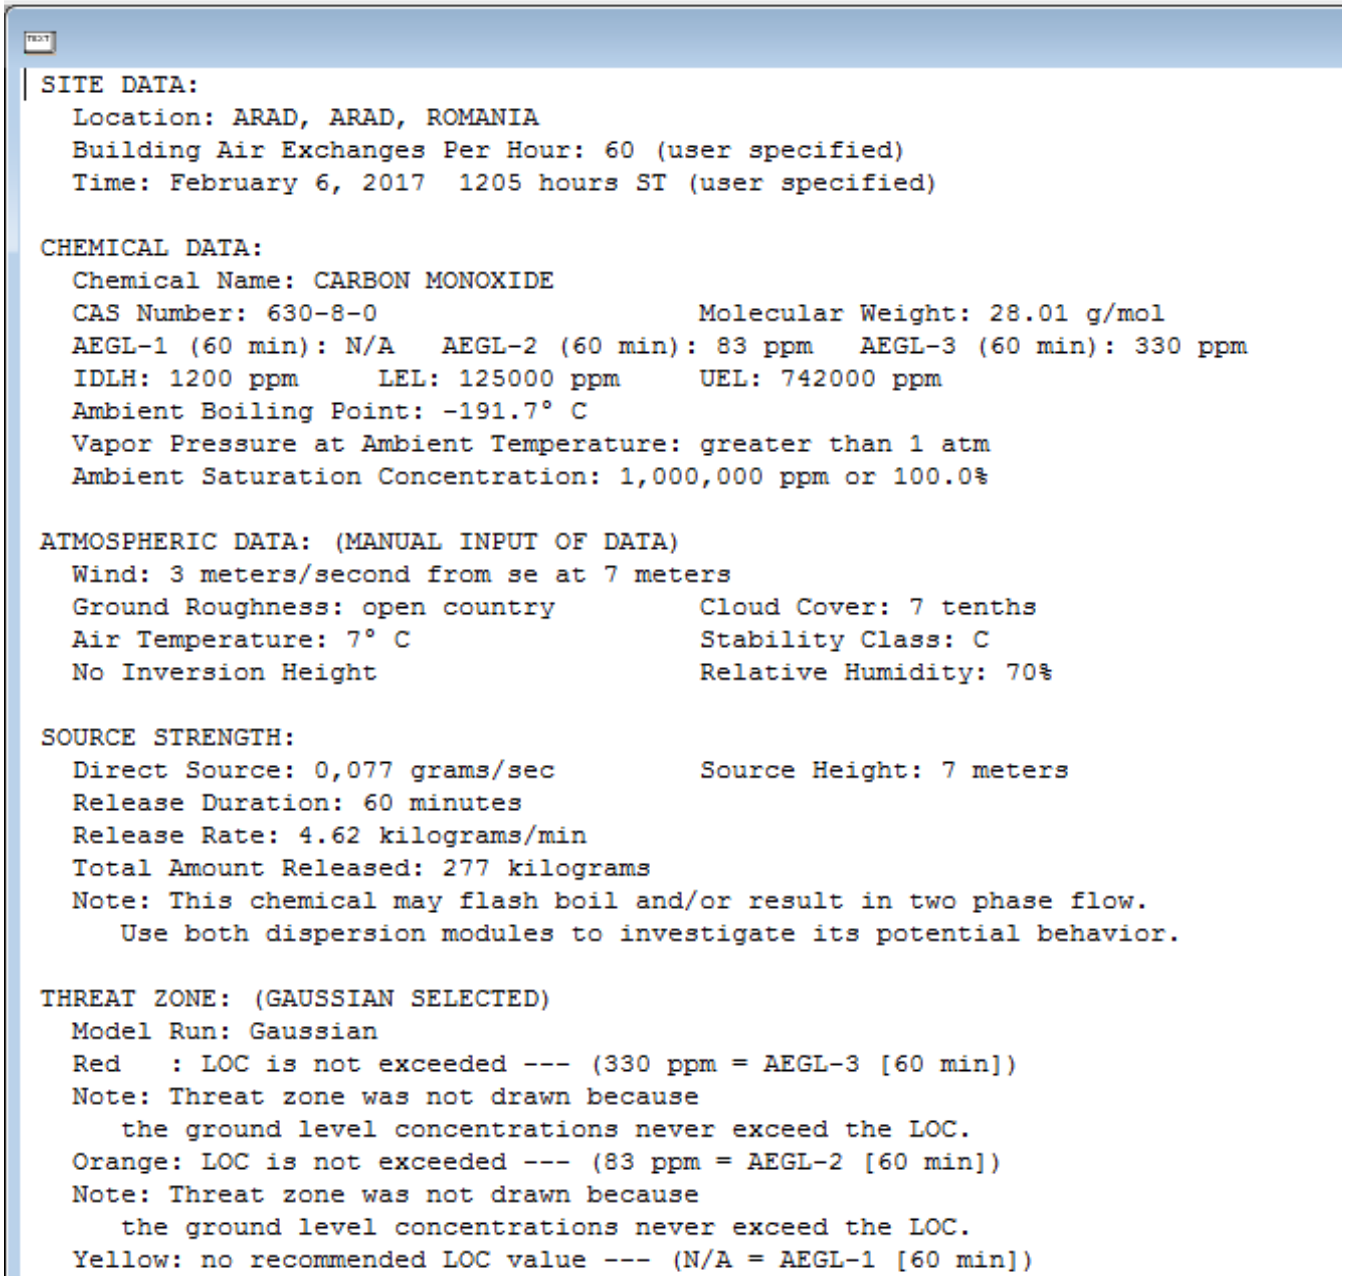 TEXT
SITE DATA:
Location: ARAD, ARAD, ROMANIA
Building Air Exchanges Per Hour: 60 (user specified)
Time: February 6, 2017  1205 hours ST (user specified)
CHEMICAL DATA:
Chemical Name: CARBON MONOXIDE
CAS Number: 630-8-0 Molecular Weight: 28.01 g/mol
AEGL-1 (60 min): N/A AEGL-2 (60 min): 83 ppm AEGL-3 (60 min): 330 ppm
IDLH: 1200 ppm LEL: 125000 ppm UEL: 742000 ppm
Ambient Boiling Point: -191.7° C
Vapor Pressure at Ambient Temperature: greater than 1 atm
Ambient Saturation Concentration: 1,000,000 ppm or 100.0%
ATMOSPHERIC DATA: (MANUAL INPUT OF DATA)
Wind: 3 meters/second from se at 7 meters
Ground Roughness: open country Cloud Cover: 7 tenths
Air Temperature: 7° C Stability Class: C
No Inversion Height Relative Humidity: 70%
SOURCE STRENGTH:
Direct Source: 0,077 grams/sec Source Height: 7 meters
Release Duration: 60 minutes
Release Rate: 4.62 kilograms/min
Total Amount Released: 277 kilograms
Note: This chemical may flash boil and/or result in two phase flow.
Use both dispersion modules to investigate its potential behavior.
THREAT ZONE: (GAUSSIAN SELECTED)
Model Run: Gaussian
Red : LOC is not exceeded --- (330 ppm = AEGL-3 [60 min])
Note: Threat zone was not drawn because
the ground level concentrations never exceed the LOC.
Orange: LOC is not exceeded --- (83 ppm = AEGL-2 [60 min])
Note: Threat zone was not drawn because
the ground level concentrations never exceed the LOC.
Yellow: no recommended LOC value --- (N/A = AEGL-1 [60 min])